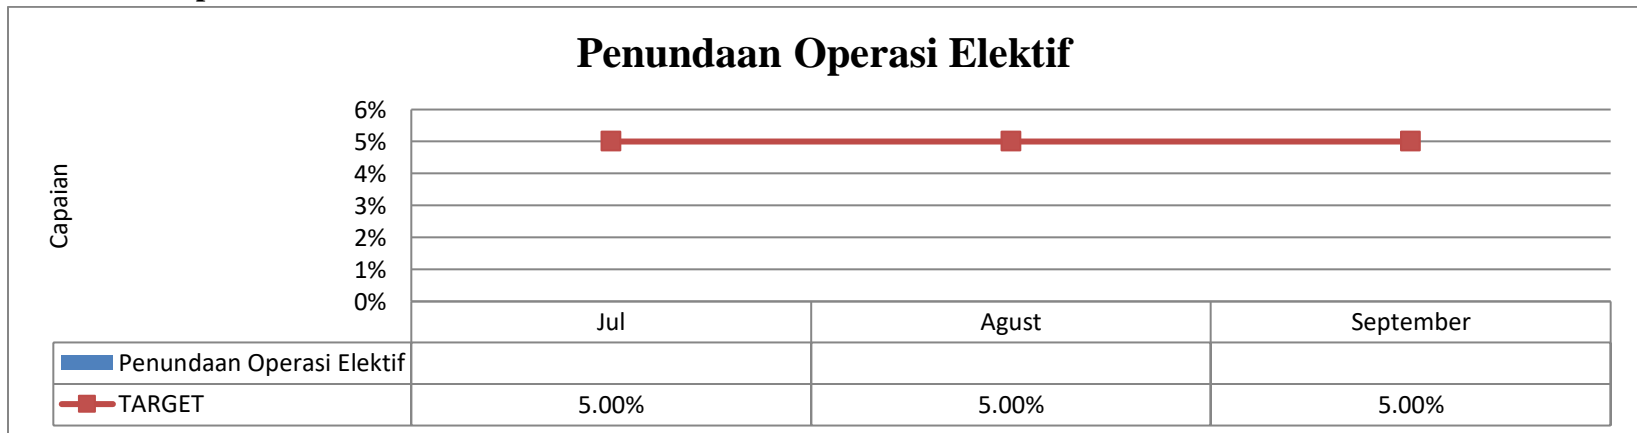 Penundaan Operasi Elektif
Capaian
6%
5%
4%
3%
2%
1%
0%
Jul Agust September
Penundaan Operasi Elektif
TARGET 5.00% 5.00% 5.00%